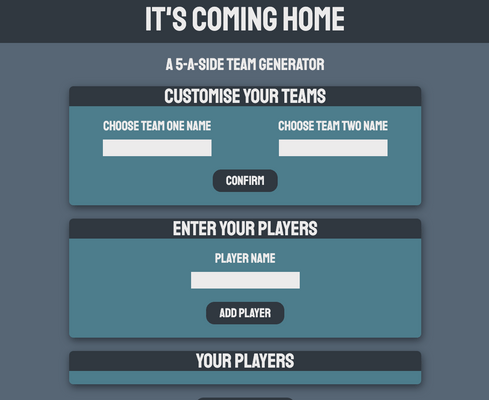 IT'S COMING HOME
A 5-A-SIDE TEAM GENERATOR
CUSTOMISE YOUR TEAMS
CHOOSE TEAM ONE NAME CHOOSE TEAM TWO NAME
CONFIRM
ENTER YOUR PLAYERS
PLAYER NAME
ADD PLAYER
YOUR PLAYERS